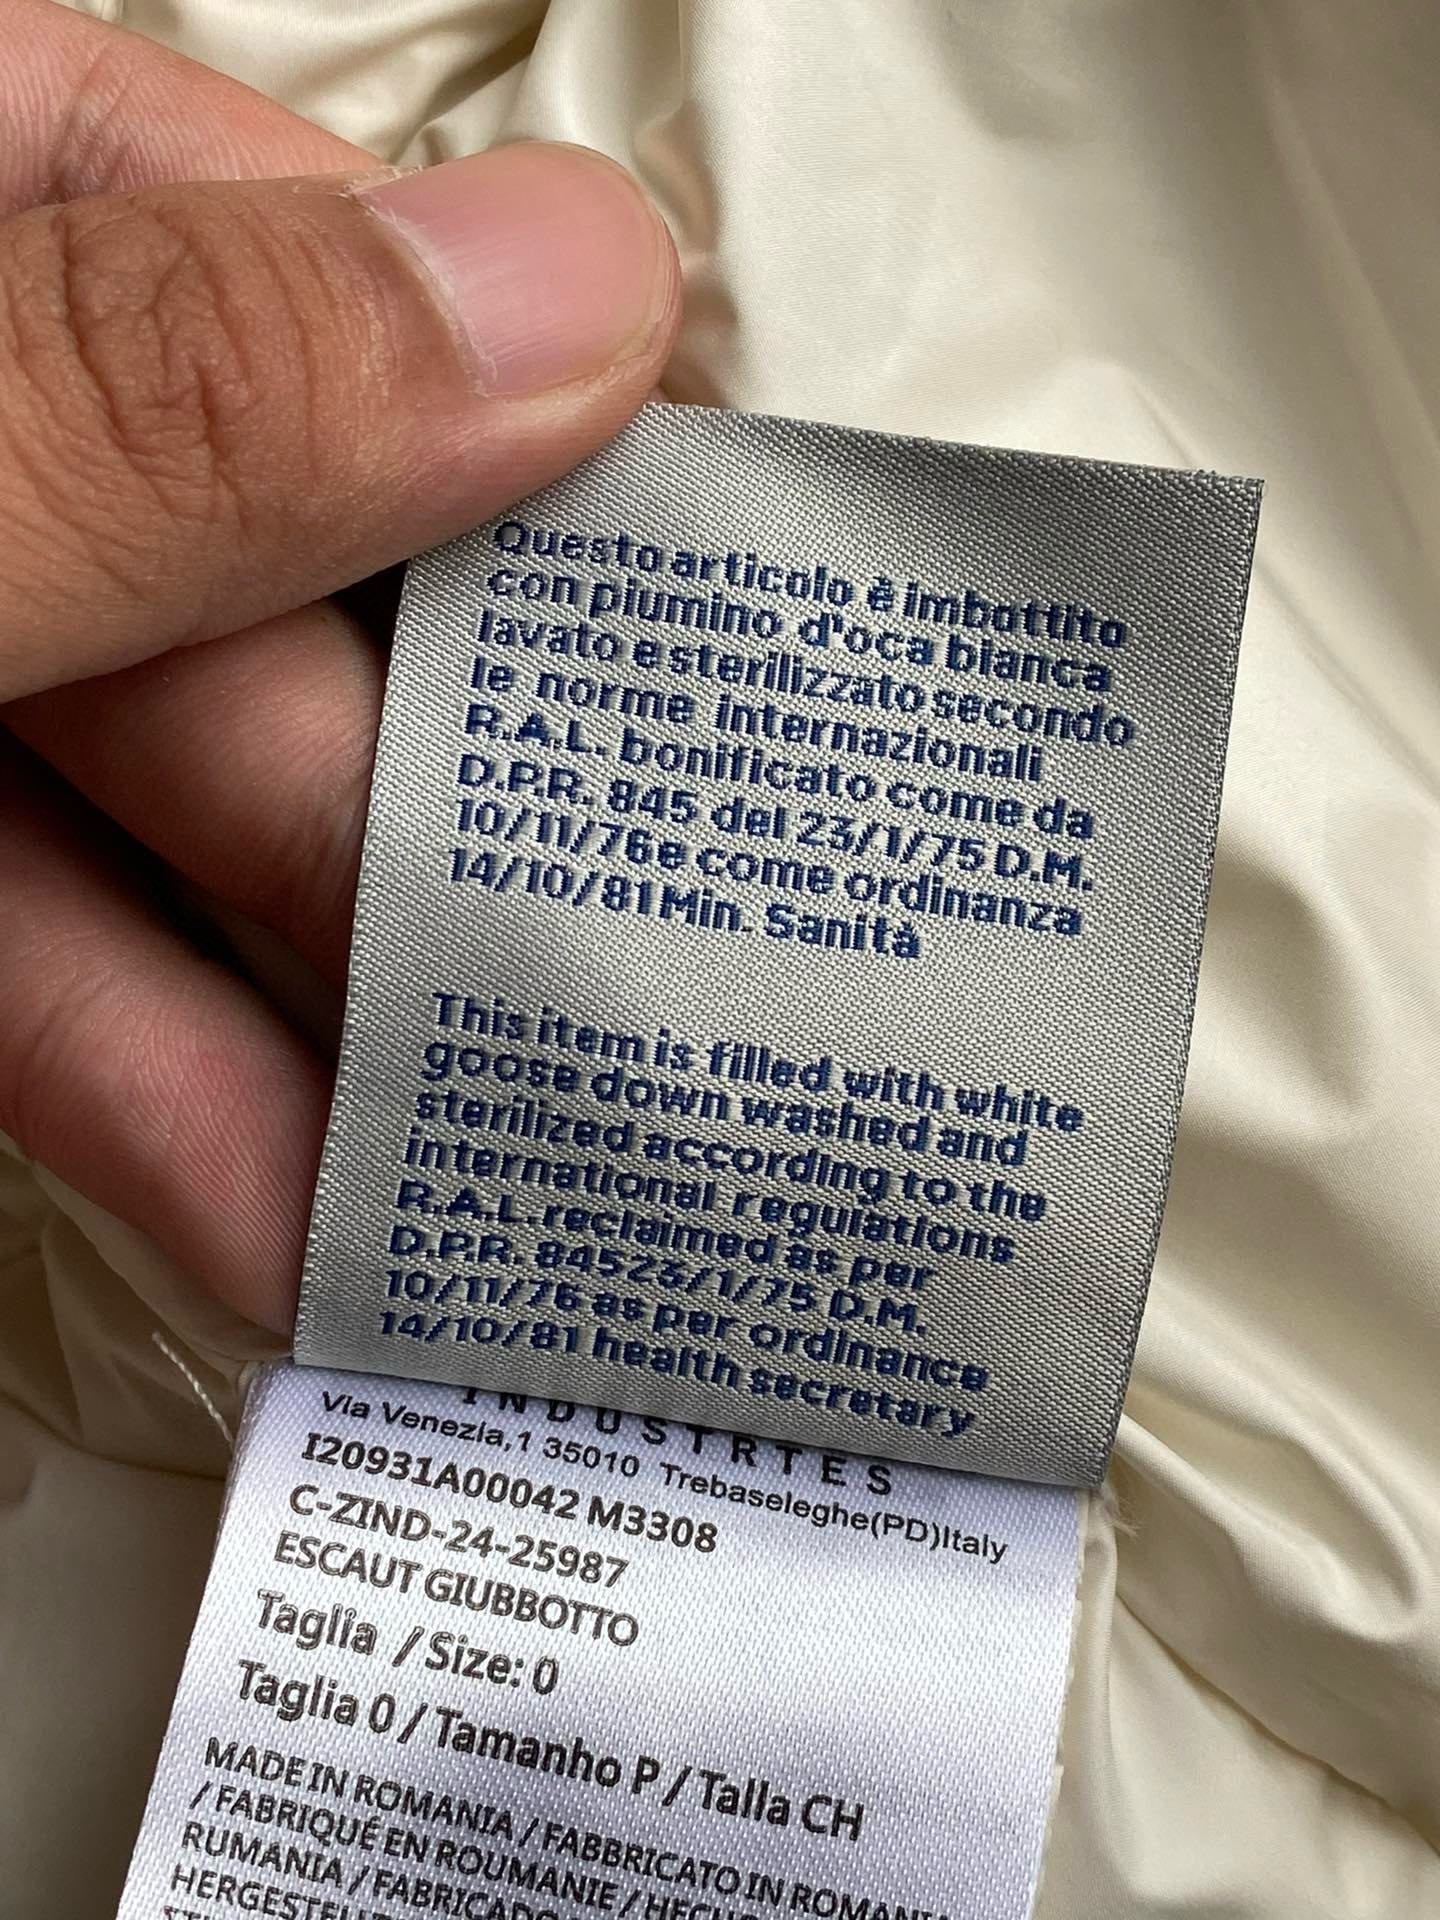 Questo articolo è imbottito
con piumino d'oca bianca
lavato e sterilizzato secondo
le norme internazionali
R.A.L. bonificato come da
D.P.R. 845 del 23/1/75 D.M.
10/11/76 e come ordinanza
14/10/81 Min. Sanità
This item is filled with white
goose down washed and
sterilized according to the
international regulations
R.A.L. reclaimed as per
D.P.R. 845 23/1/75 D.M.
10/11/76 as per ordinance
14/10/81 health secretary
INDUSTRTES
Via Venezia,1 35010 Trebaseleghe(PD)Italy
I20931A00042 M3308
C-ZIND-24-25987
ESCAUT GIUBBOTTO
Taglia / Size: 0
Taglia 0 / Tamanho P / Talla CH
MADE IN ROMANIA / FABBRICATO IN ROMANIA
/ FABRIQUÉ EN ROUMANIE / HECHO
RUMANIA / FABRICADO